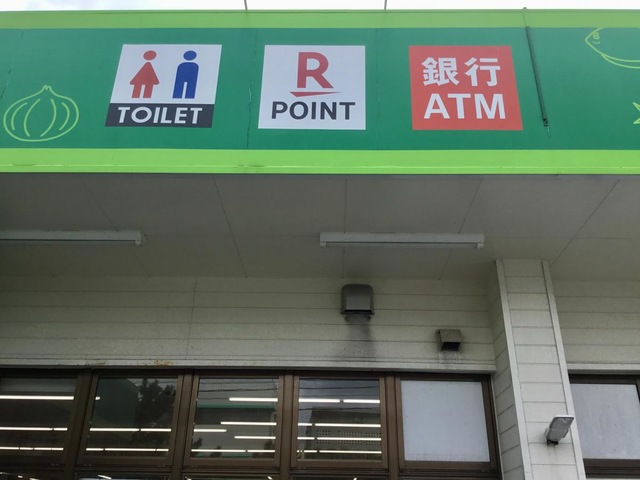 TOILET
R
POINT
銀行
ATM